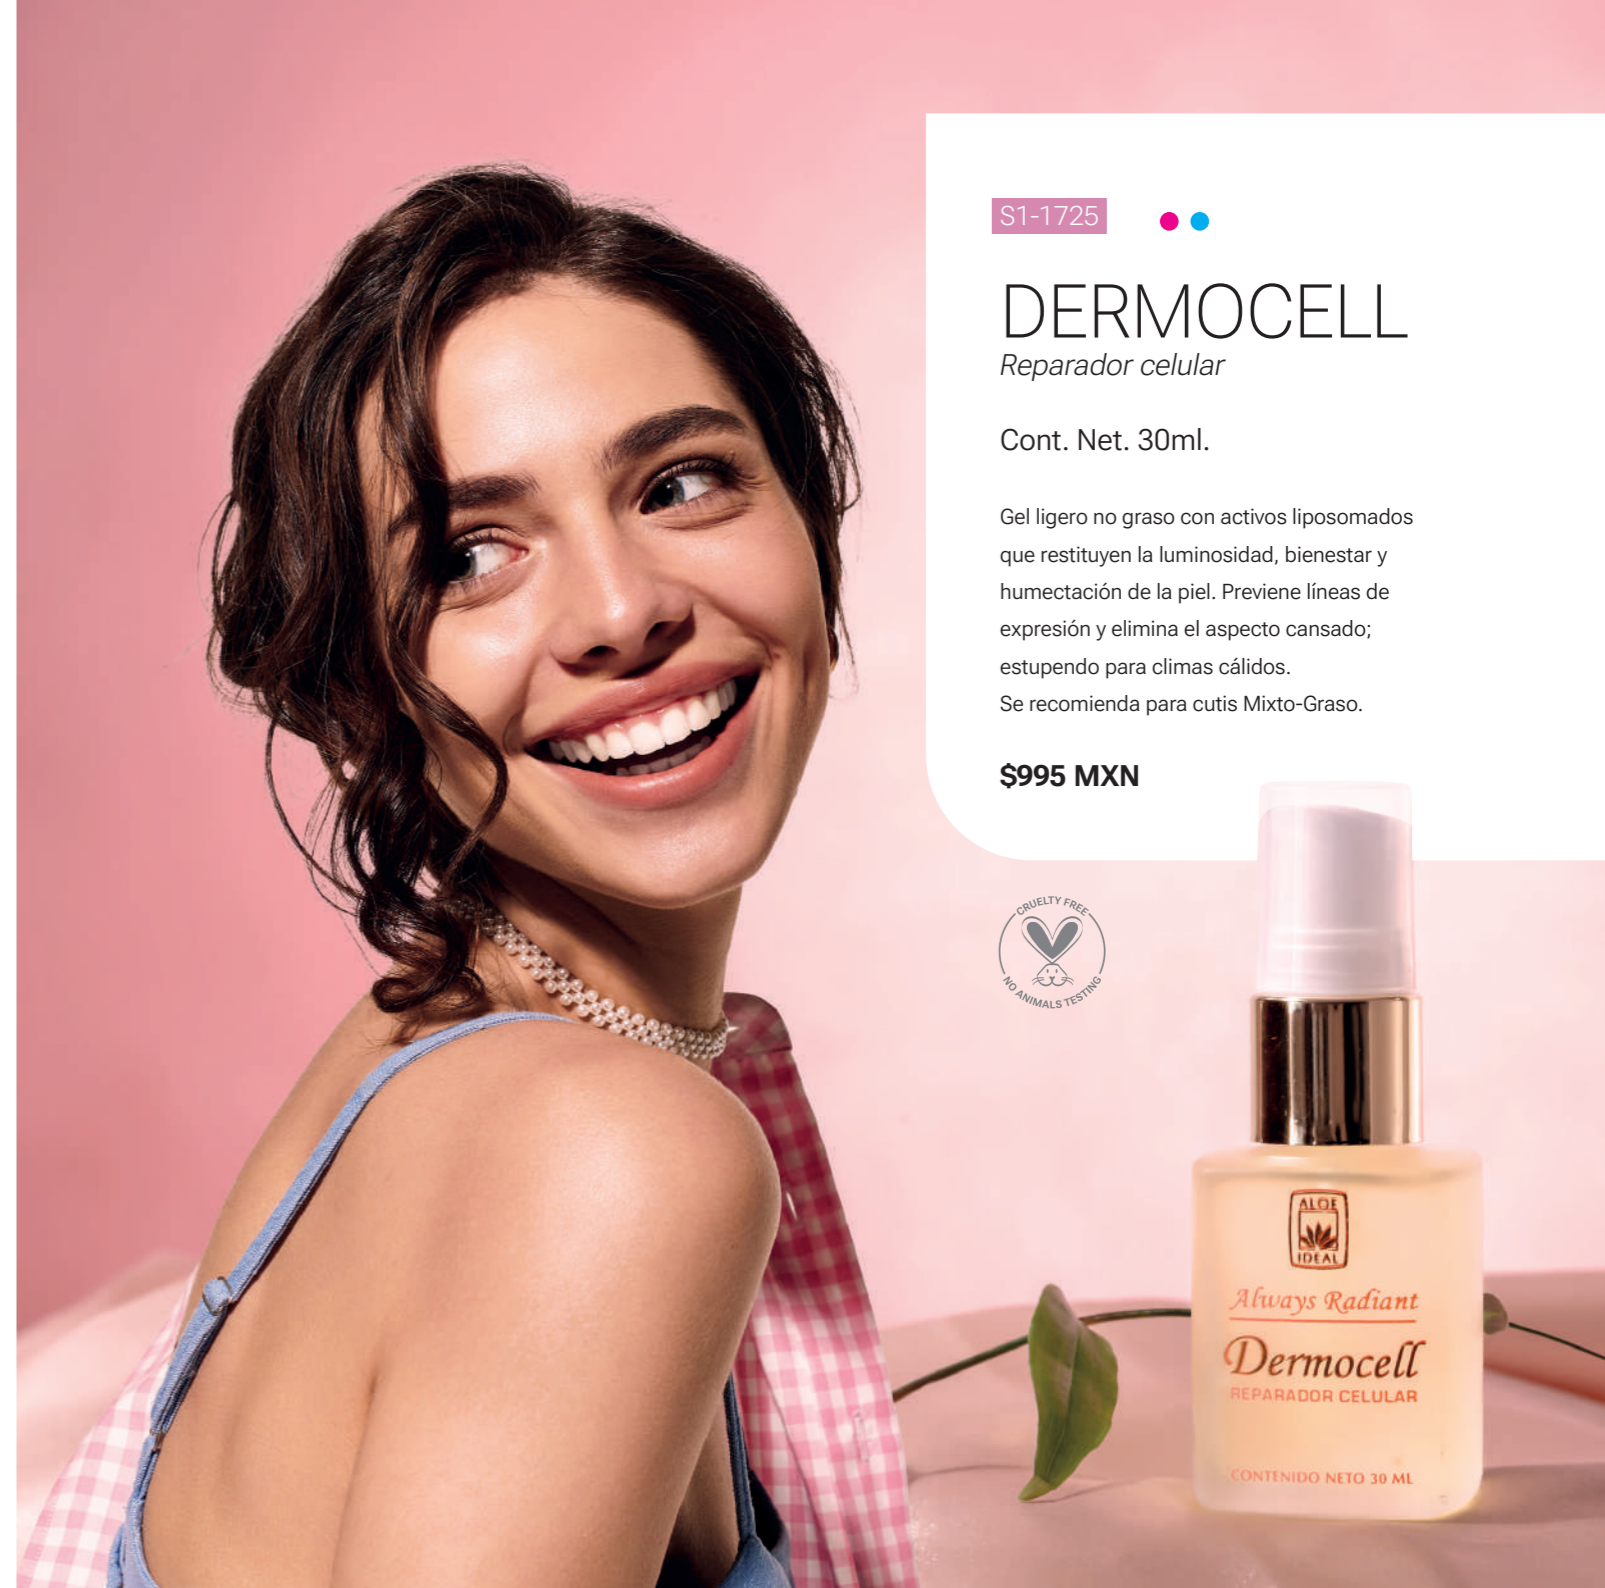 S1-1725
DERMOCELL
Reparador celular
Cont. Net. 30ml.
Gel ligero no graso con activos liposomados
que restituyen la luminosidad, bienestar y
humectación de la piel. Previene líneas de
expresión y elimina el aspecto cansado;
estupendo para climas cálidos.
Se recomienda para cutis Mixto-Graso.
$995 MXN
CRUELTY FREE
NO ANIMALS TESTING
ALOE
IDEAL
Always Radiant
Dermocell
REPARADOR CELULAR
CONTENIDO NETO 30 ML